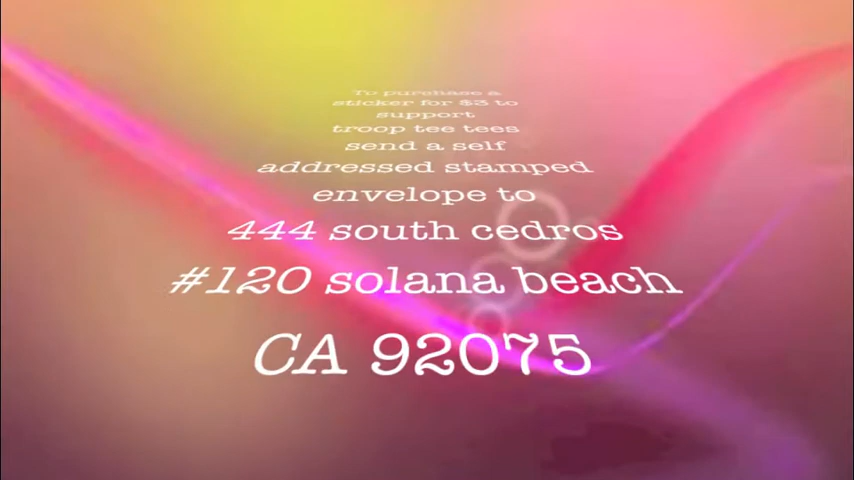 To purchase a
sticker for $3 to
support
troop tee tees
send a self
addressed stamped
envelope to
444 south cedros
#120 solana beach
CA 92075